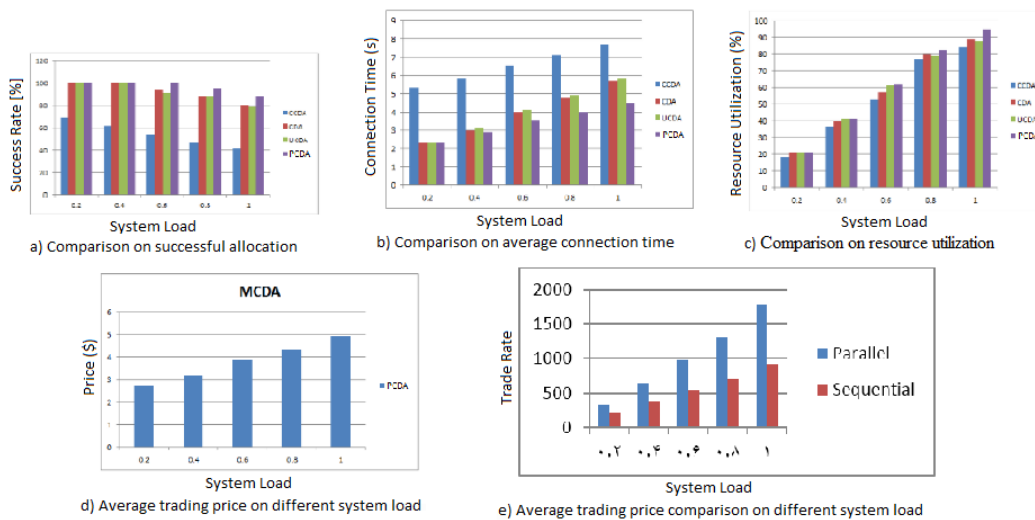 Success Rate [%]
120
100
80
60
40
20
0
0.2 0.4 0.6 0.8 1
CCDA
CDA
UCDA
PCDA
System Load
a) Comparison on successful allocation
Connection Time (s)
9
8
7
6
5
4
3
2
1
0
0.2 0.4 0.6 0.8 1
CCDA
CDA
UCDA
PCDA
System Load
b) Comparison on average connection time
Resource Utilization (%)
100
90
80
70
60
50
40
30
20
10
0
0.2 0.4 0.6 0.8 1
CCDA
CDA
UCDA
PCDA
System Load
c) Comparison on resource utilization
MCDA
Price ($)
6
5
4
3
2
1
0
0.2 0.4 0.6 0.8 1
PCDA
System Load
d) Average trading price on different system load
Trade Rate
2000
1500
1000
500
0
۰.۲ ۰.۴ ۰.۶ ۰.۸ ۱
Parallel
Sequential
System Load
e) Average trading price comparison on different system load